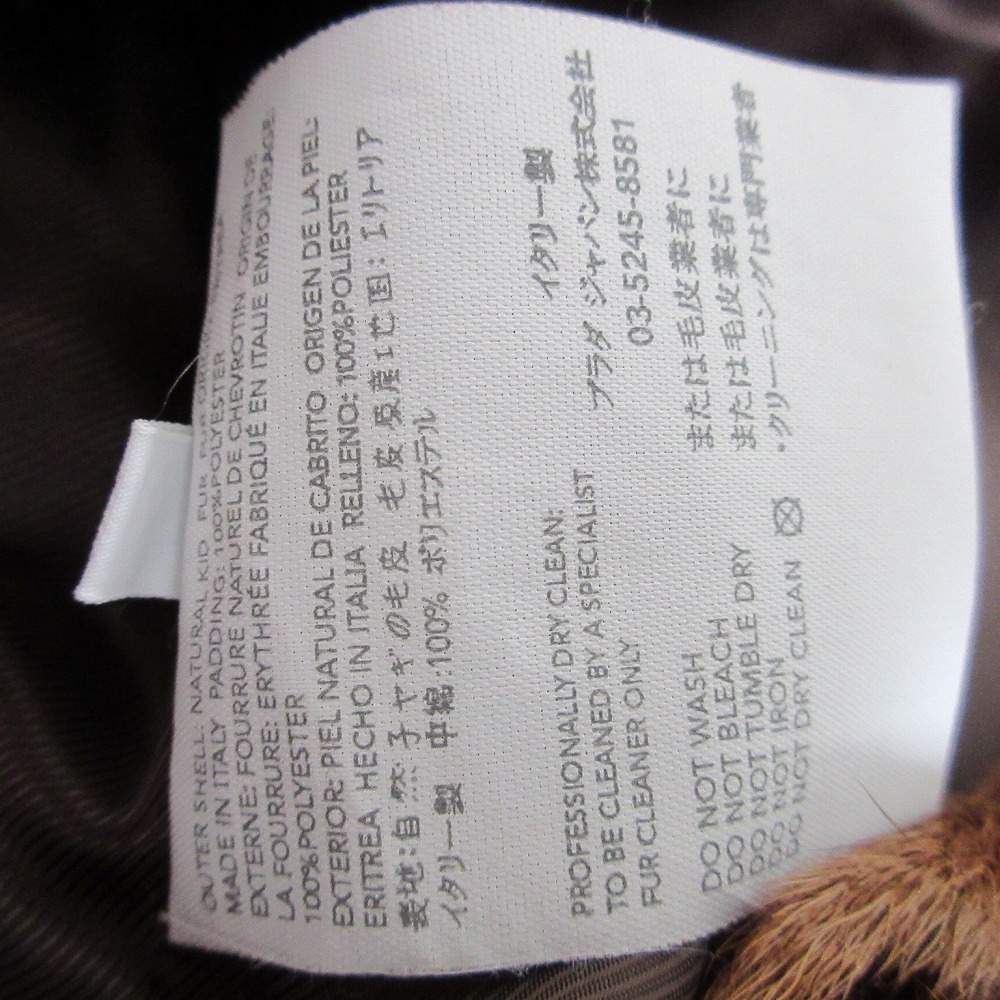 OUTER SHELL: NATURAL KID FUR FUR
MADE IN ITALY PADDING: 100%POLYESTER
EXTERNE: FOURRURE NATUREL DE CHEVROTIN ORIGIN DE
LA FOURRURE: ERYTHRÉE FABRIQUÉ EN ITALIE EMBOURRAGE:
100%POLYESTER
EXTERIOR: PIEL NATURAL DE CABRITO ORIGEN DE LA PIEL:
ERITREA HECHO IN ITALIA RELLENO: 100%POLIESTER
表地:自然 子ヤギの毛皮 毛皮原産国: エリトリア
イタリー製 中綿:100% ポリエステル
イタリー製
プラダ ジャパン株式会社
03-5245-8581
PROFESSIONALLY DRY CLEAN:
TO BE CLEANED BY A SPECIALIST
FUR CLEANER ONLY
または毛皮業者に
または毛皮業者に
・クリーニングは専門業者
DO NOT WASH
DO NOT BLEACH
DO NOT TUMBLE DRY
DO NOT IRON
DO NOT DRY CLEAN